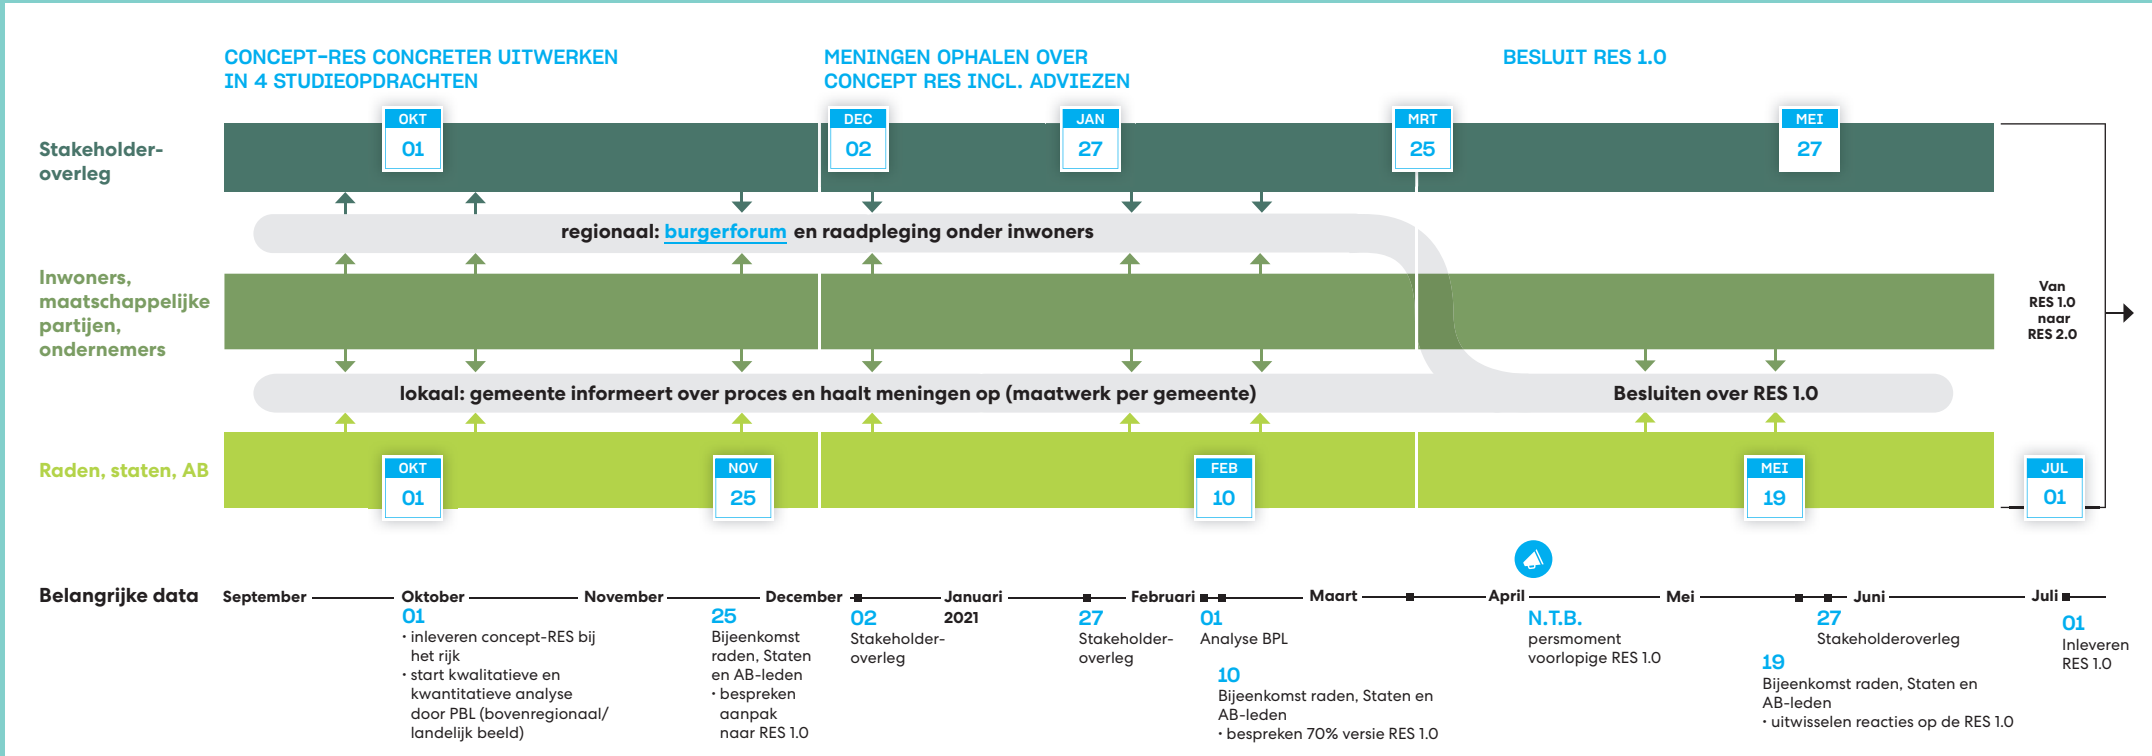 CONCEPT-RES CONCRETER UITWERKEN
IN 4 STUDIEOPDRACHTEN
MENINGEN OPHALEN OVER
CONCEPT RES INCL. ADVIEZEN
BESLUIT RES 1.0
Stakeholder-
overleg
OKT
01
DEC
02
JAN
27
MRT
25
MEI
27
regionaal: burgerforum en raadpleging onder inwoners
Inwoners,
maatschappelijke
partijen,
ondernemers
Van
RES 1.0
naar
RES 2.0
lokaal: gemeente informeert over proces en haalt meningen op (maatwerk per gemeente)
Besluiten over RES 1.0
Raden, staten, AB
OKT
01
NOV
25
FEB
10
MEI
19
JUL
01
Belangrijke data
September
Oktober
November
December
Januari
2021
Februari
Maart
April
Mei
Juni
Juli
01
• inleveren concept-RES bij
het rijk
• start kwalitatieve en
kwantitatieve analyse
door PBL (bovenregionaal/
landelijk beeld)
25
Bijeenkomst
raden, Staten
en AB-leden
• bespreken
aanpak
naar RES 1.0
02
Stakeholder-
overleg
27
Stakeholder-
overleg
01
Analyse BPL
10
Bijeenkomst raden, Staten en
AB-leden
• bespreken 70% versie RES 1.0
N.T.B.
persmoment
voorlopige RES 1.0
27
Stakeholderoverleg
19
Bijeenkomst raden, Staten en
AB-leden
• uitwisselen reacties op de RES 1.0
01
Inleveren
RES 1.0